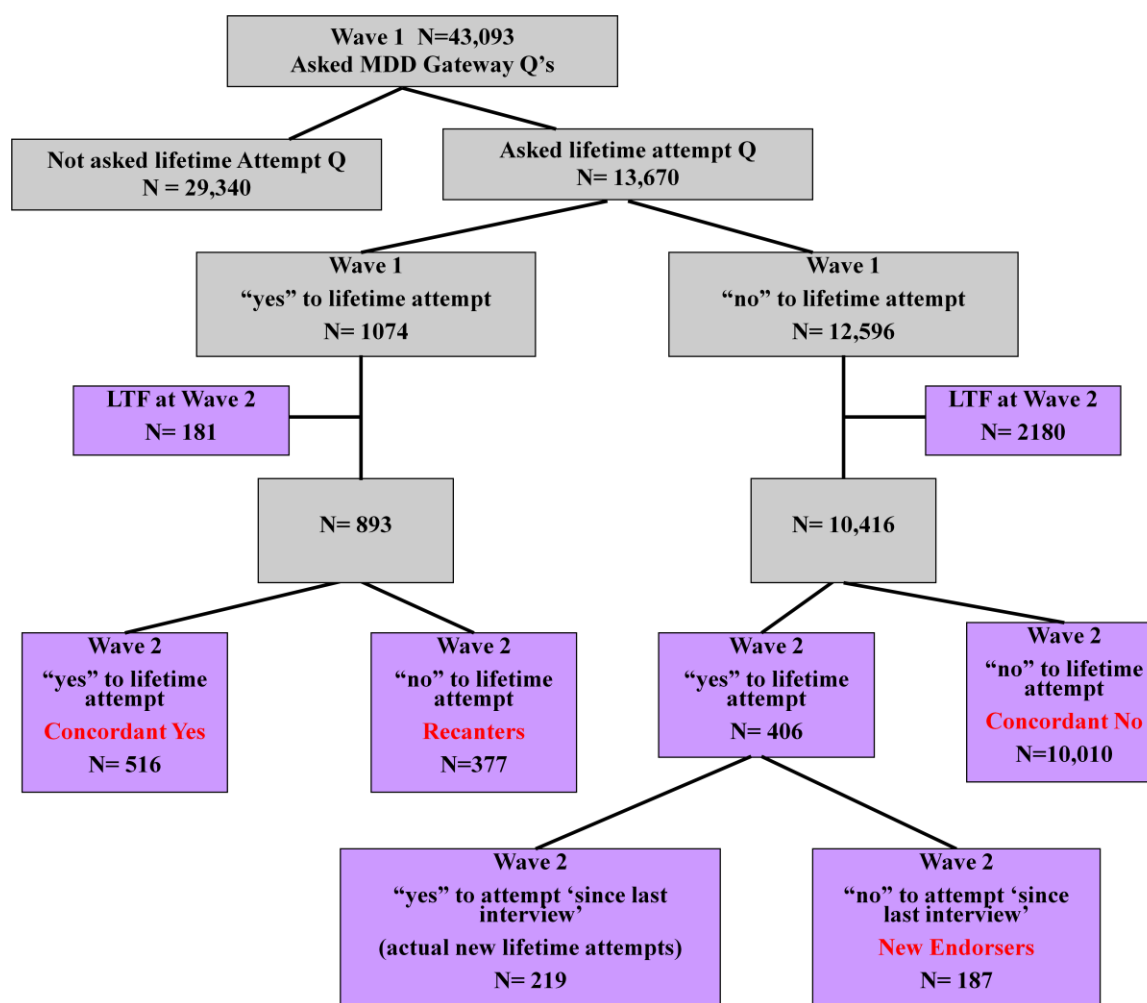 Wave 1  N=43,093
Asked MDD Gateway Q’s
Not asked lifetime Attempt Q
N = 29,340
Asked lifetime attempt Q
N= 13,670
Wave 1
“yes” to lifetime attempt
N= 1074
Wave 1
“no” to lifetime attempt
N= 12,596
LTF at Wave 2
N= 181
LTF at Wave 2
N= 2180
N= 893
N= 10,416
Wave 2
“yes” to lifetime
attempt
Concordant Yes
N= 516
Wave 2
“no” to lifetime
attempt
Recanters
N=377
Wave 2
“yes” to lifetime
attempt
N= 406
Wave 2
“no” to lifetime
attempt
Concordant No
N=10,010
Wave 2
“yes” to attempt ‘since last
interview’
(actual new lifetime attempts)
N= 219
Wave 2
“no” to attempt ‘since
last interview’
New Endorsers
N= 187